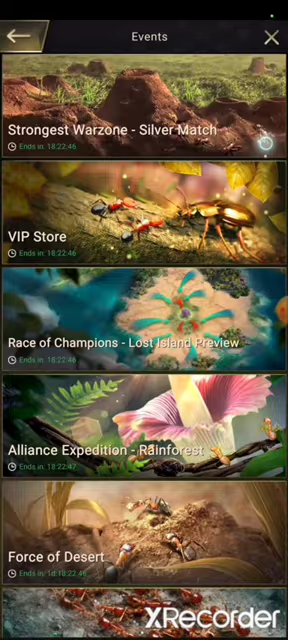 Events
Strongest Warzone - Silver Match
Ends in: 18:22:46
VIP Store
Ends in: 18:22:46
Race of Champions - Lost Island Preview
Ends in: 18:22:46
Alliance Expedition - Rainforest
Ends in: 18:22:47
Force of Desert
Ends in: 1d 18:22:46
XRecorder